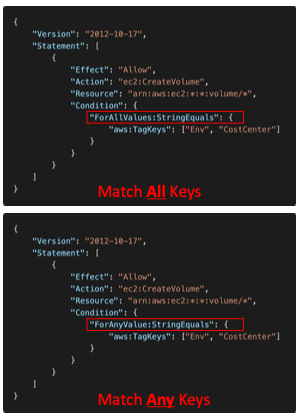 {
"Version": "2012-10-17",
"Statement": [
{
"Effect": "Allow",
"Action": "ec2:CreateVolume",
"Resource": "arn:aws:ec2:*:*:volume/*",
"Condition": {
"ForAllValues:StringEquals": {
"aws:TagKeys": ["Env", "CostCenter"]
}
}
}
]
}
Match All Keys
{
"Version": "2012-10-17",
"Statement": [
{
"Effect": "Allow",
"Action": "ec2:CreateVolume",
"Resource": "arn:aws:ec2:*:*:volume/*",
"Condition": {
"ForAnyValue:StringEquals": {
"aws:TagKeys": ["Env", "CostCenter"]
}
}
}
]
}
Match Any Keys